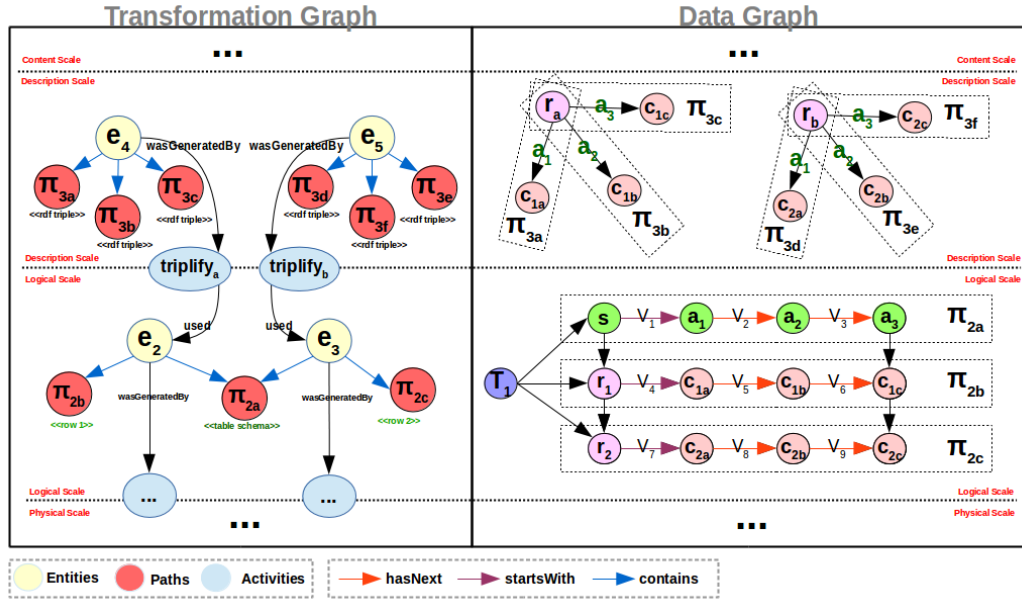 Transformation Graph
Data Graph
...
...
Content Scale
Content Scale
Description Scale
Description Scale
e4
wasGeneratedBy
wasGeneratedBy
e5
π3a
π3b
π3c
π3d
π3f
π3e
<<rdf triple>>
<<rdf triple>>
<<rdf triple>>
<<rdf triple>>
<<rdf triple>>
<<rdf triple>>
ra
a3
c1c
π3c
a1
a2
c1a
c1b
π3a
π3b
rb
a3
c2c
π3f
a1
a2
c2a
c2b
π3d
π3e
Description Scale
Description Scale
triplifya
triplifyb
Logical Scale
Logical Scale
used
used
e2
e3
π2b
π2a
π2c
wasGeneratedBy
wasGeneratedBy
<<row 1>>
<<table schema>>
<<row 2>>
...
...
T1
s V1 a1 V2 a2 V3 a3 π2a
r1 V4 c1a V5 c1b V6 c1c π2b
r2 V7 c2a V8 c2b V9 c2c π2c
Logical Scale
Logical Scale
Physical Scale
Physical Scale
...
...
Entities
Paths
Activities
hasNext
startsWith
contains